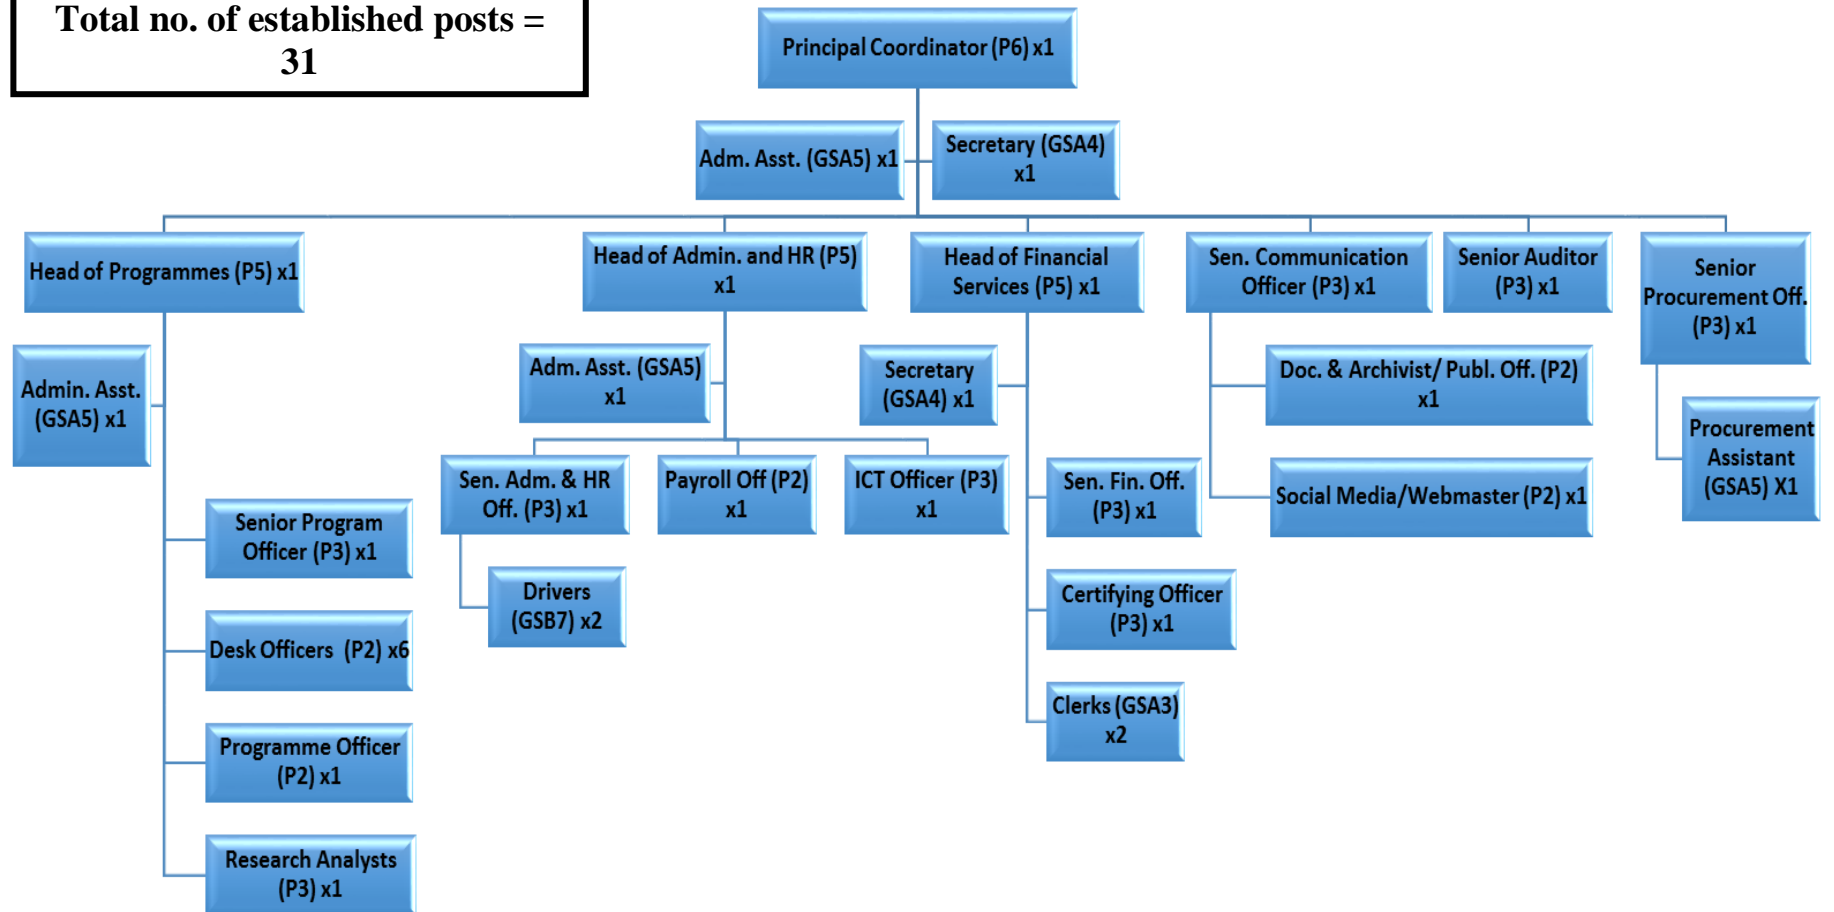 Total no. of established posts =
31
Principal Coordinator (P6) x1
Adm. Asst. (GSA5) x1
Secretary (GSA4)
x1
Head of Programmes (P5) x1
Head of Admin. and HR (P5)
x1
Head of Financial
Services (P5) x1
Sen. Communication
Officer (P3) x1
Senior Auditor
(P3) x1
Senior
Procurement Off.
(P3) x1
Admin. Asst.
(GSA5) x1
Senior Program
Officer (P3) x1
Desk Officers (P2) x6
Programme Officer
(P2) x1
Research Analysts
(P3) x1
Adm. Asst. (GSA5)
x1
Sen. Adm. & HR
Off. (P3) x1
Payroll Off (P2)
x1
ICT Officer (P3)
x1
Drivers
(GSB7) x2
Secretary
(GSA4) x1
Sen. Fin. Off.
(P3) x1
Certifying Officer
(P3) x1
Clerks (GSA3)
x2
Doc. & Archivist/ Publ. Off. (P2)
x1
Social Media/Webmaster (P2) x1
Procurement
Assistant
(GSA5) X1